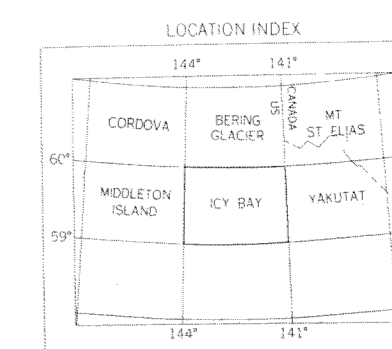 LOCATION INDEX
144° 141°
CORDOVA
BERING
GLACIER
US
CANADA
MT
ST ELIAS
60°
MIDDLETON
ISLAND
ICY BAY
YAKUTAT
59°
144° 141°